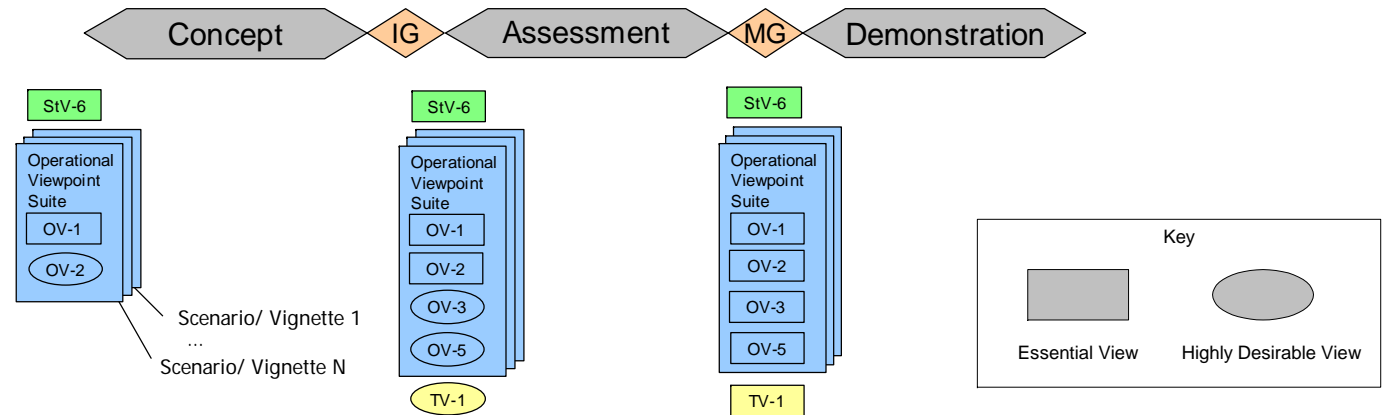 Concept
IG
Assessment
MG
Demonstration
StV-6
Operational
Viewpoint
Suite
OV-1
OV-2
Scenario/ Vignette 1
...
Scenario/ Vignette N
StV-6
Operational
Viewpoint
Suite
OV-1
OV-2
OV-3
OV-5
TV-1
StV-6
Operational
Viewpoint
Suite
OV-1
OV-2
OV-3
OV-5
TV-1
Key
Essential View
Highly Desirable View